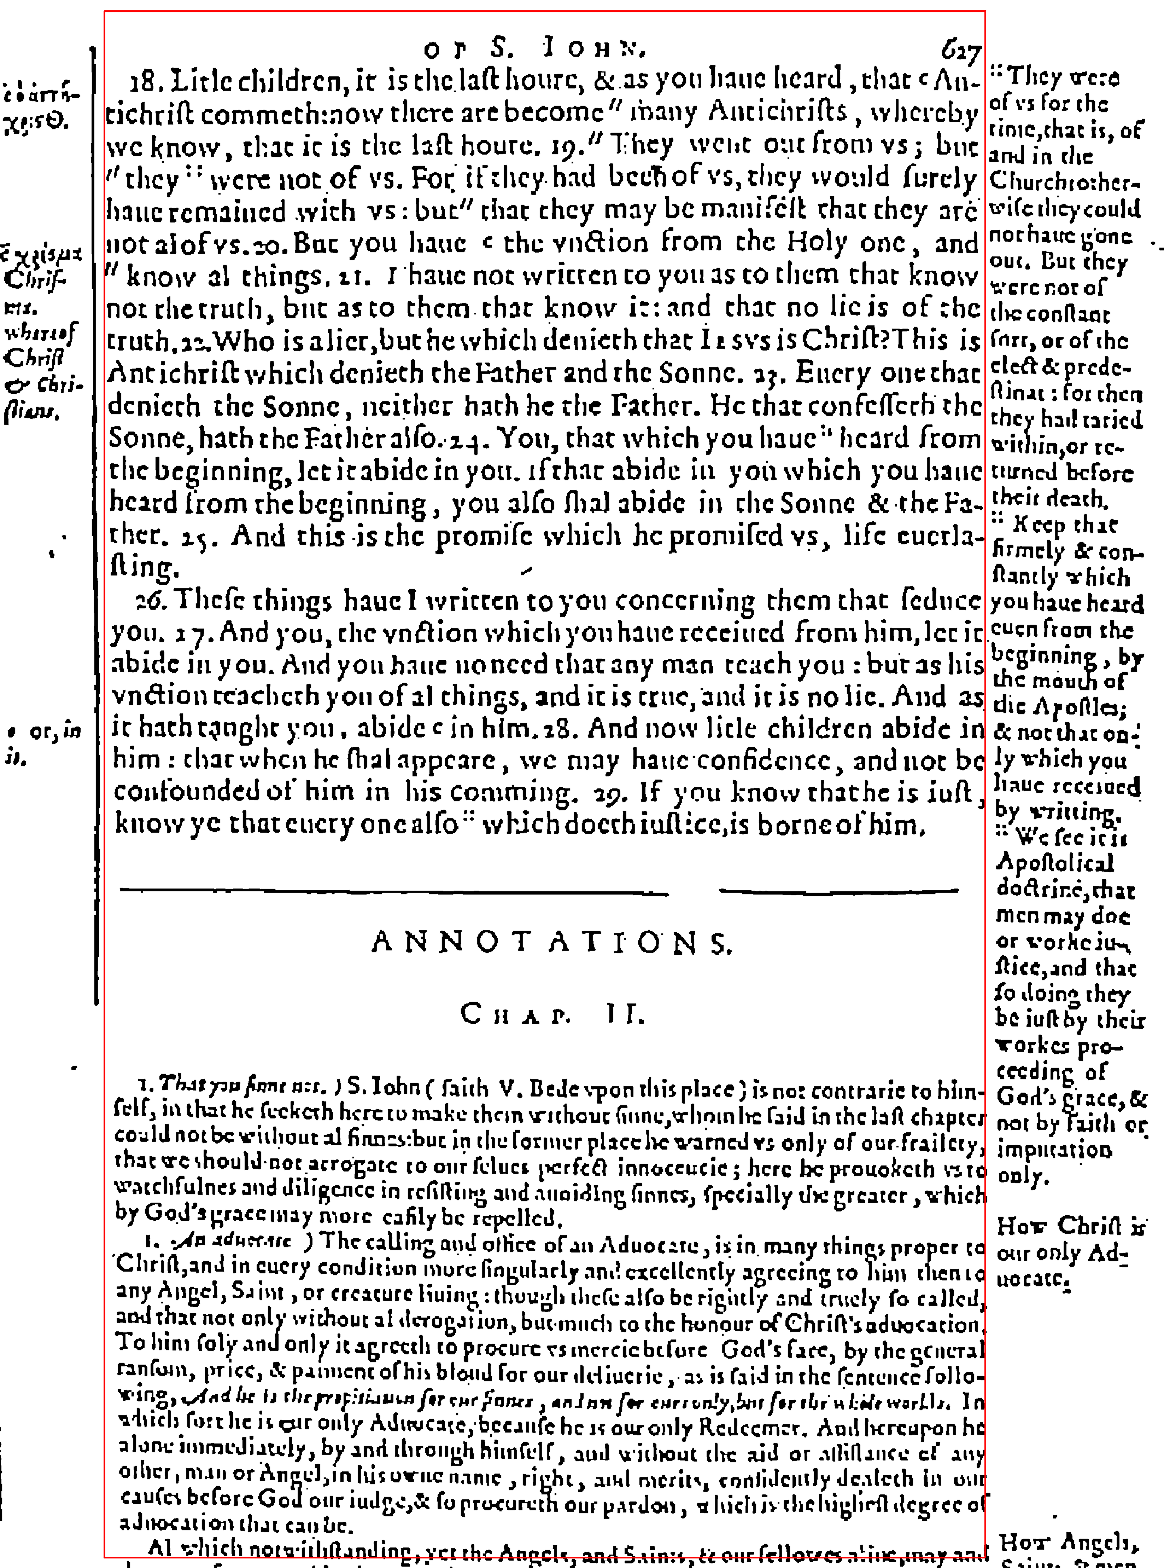 OF S. IOHN. 627
18. Litle children, it is the laſt houre, & as you haue heard, that c An-
tichriſt commeth: now there are become " many Antichriſts, whereby
we know, that it is the laſt houre. 19. " They went out from vs; but
" they :: were not of vs. For if they had been of vs, they would ſurely
haue remained with vs: but " that they may be manifeſt that they are
not al of vs. 20. But you haue c the vnction from the Holy one, and
" know al things. 21. I haue not written to you as to them that know
not the truth, but as to them that know it: and that no lie is of the
truth. 22. Who is a lier, but he which denieth that IESVS is Chriſt? This is
Antichriſt which denieth the Father and the Sonne. 23. Euery one that
denieth the Sonne, neither hath he the Father. He that confeſſeth the
Sonne, hath the Father alſo. 24. You, that which you haue :: heard from
the beginning, let it abide in you. if that abide in you which you haue
heard from the beginning, you alſo ſhal abide in the Sonne & the Fa-
ther. 25. And this is the promiſe which he promiſed vs, life euerla-
ſting.
26. Theſe things haue I written to you concerning them that ſeduce
you. 27. And you, the vnction which you haue receiued from him, let it
abide in you. And you haue no need that any man teach you: but as his
vnction teacheth you of al things, and it is true, and it is no lie. And as
it hath taught you, abide c in him. 28. And now litle children abide in
him: that when he ſhal appeare, we may haue confidence, and not be
confounded of him in his comming. 29. If you know that he is iuſt,
know ye that euery one alſo :: which doeth iuſtice, is borne of him.
ANNOTATIONS.
CHAP. II.
1. That you ſinne not. ) S. Iohn ( ſaith V. Bede vpon this place ) is not contrarie to him-
ſelf, in that he ſeeketh here to make them without ſinne, whom he ſaid in the laſt chapter
could not be without al ſinnes: but in the former place he warned vs only of our frailety,
that we should not arrogate to our ſelues perfect innocencie; here he prouoketh vs to
watchfulnes and diligence in reſiſting and auoiding ſinnes, ſpecially the greater, which
by God's grace may more eaſily be repelled.
1. An aduocate ) The calling and office of an Aduocate, is in many things proper to
Chriſt, and in euery condition more ſingularly and excellently agreeing to him then to
any Angel, Saint, or creature liuing: though theſe alſo be rightly and truely ſo called,
and that not only without al derogation, but much to the honour of Chriſt's aduocation.
To him ſoly and only it agreeth to procure vs mercie before God's face, by the general
ranſom, price, & paiment of his bloud for our deliuerie, as is ſaid in the ſentence follo-
wing, And he is the propitiation for our ſinnes, and not for ours only, but for the whole worlds. In
which ſort he is our only Aduocate, becauſe he is our only Redeemer. And hereupon he
alone immediately, by and through himſelf, and without the aid or aſſiſtance of any
other, man or Angel, in his owne name, right, and merits, confidently dealeth in our
cauſes before God our iudge, & ſo procureth our pardon, which is the higheſt degree of
aduocation that can be.
Al which notwithſtanding, yet the Angels, and Saints, & our fellowes aliue, may and
χριστΘ.
Chriſ-
ma.
whereof
Chriſt
& Chri-
ſtians.
or, in
it.
:: They were
of vs for the
time, that is, of
and in the
Church: other-
wiſe they could
not haue gone
out. But they
were not of
the conſtant
ſort, or of the
elect & prede-
ſtinat: for then
they had taried
within, or re-
turned before
their death.
:: Keep that
firmely & con-
ſtantly which
you haue heard
euen from the
beginning, by
the mouth of
the Apoſtles;
& not that on-
ly which you
haue receiued
by writting.
:: We ſee it is
Apoſtolical
doctrine, that
men may doe
or worke iu-
ſtice, and that
ſo doing they
be iuſt by their
workes pro-
ceeding of
God's grace, &
not by faith or
imputation
only.
How Chriſt is
our only Ad-
uocate.
How Angels,